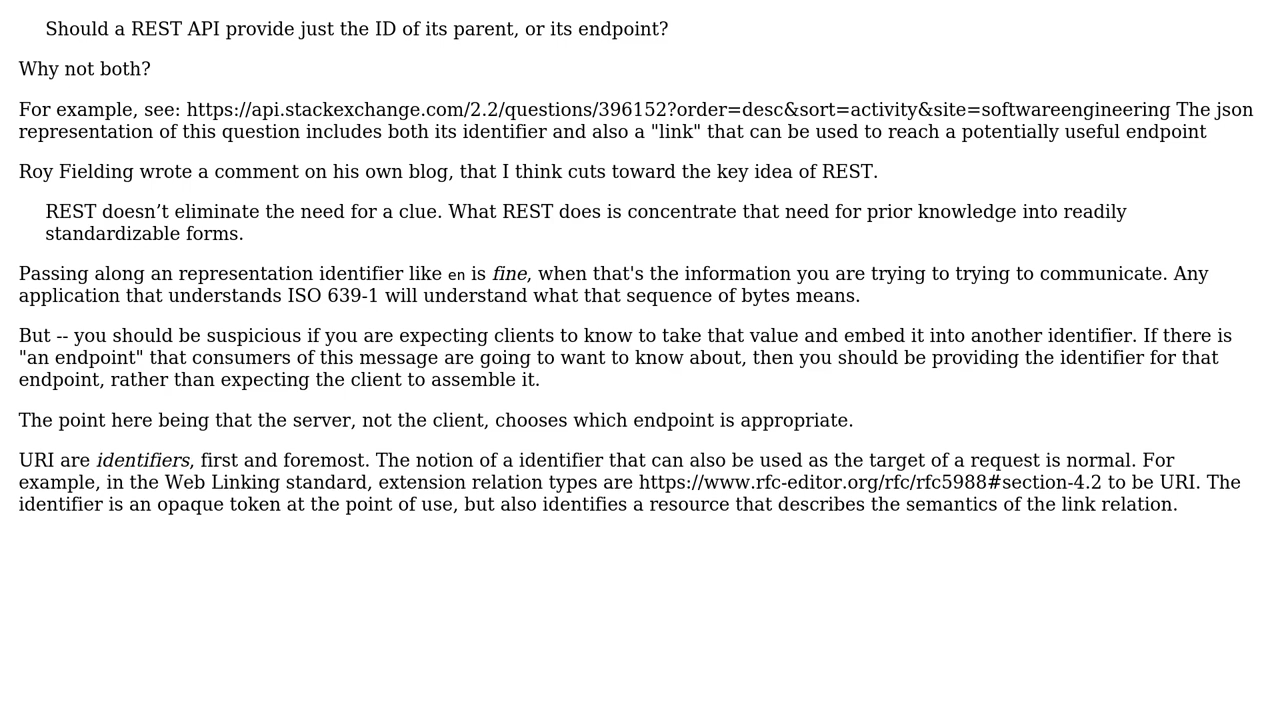 Should a REST API provide just the ID of its parent, or its endpoint?
Why not both?
For example, see: https://api.stackexchange.com/2.2/questions/396152?order=desc&sort=activity&site=softwareengineering The json
representation of this question includes both its identifier and also a "link" that can be used to reach a potentially useful endpoint
Roy Fielding wrote a comment on his own blog, that I think cuts toward the key idea of REST.
REST doesn’t eliminate the need for a clue. What REST does is concentrate that need for prior knowledge into readily
standardizable forms.
Passing along an representation identifier like en is fine, when that's the information you are trying to trying to communicate. Any
application that understands ISO 639-1 will understand what that sequence of bytes means.
But -- you should be suspicious if you are expecting clients to know to take that value and embed it into another identifier. If there is
"an endpoint" that consumers of this message are going to want to know about, then you should be providing the identifier for that
endpoint, rather than expecting the client to assemble it.
The point here being that the server, not the client, chooses which endpoint is appropriate.
URI are identifiers, first and foremost. The notion of a identifier that can also be used as the target of a request is normal. For
example, in the Web Linking standard, extension relation types are https://www.rfc-editor.org/rfc/rfc5988#section-4.2 to be URI. The
identifier is an opaque token at the point of use, but also identifies a resource that describes the semantics of the link relation.